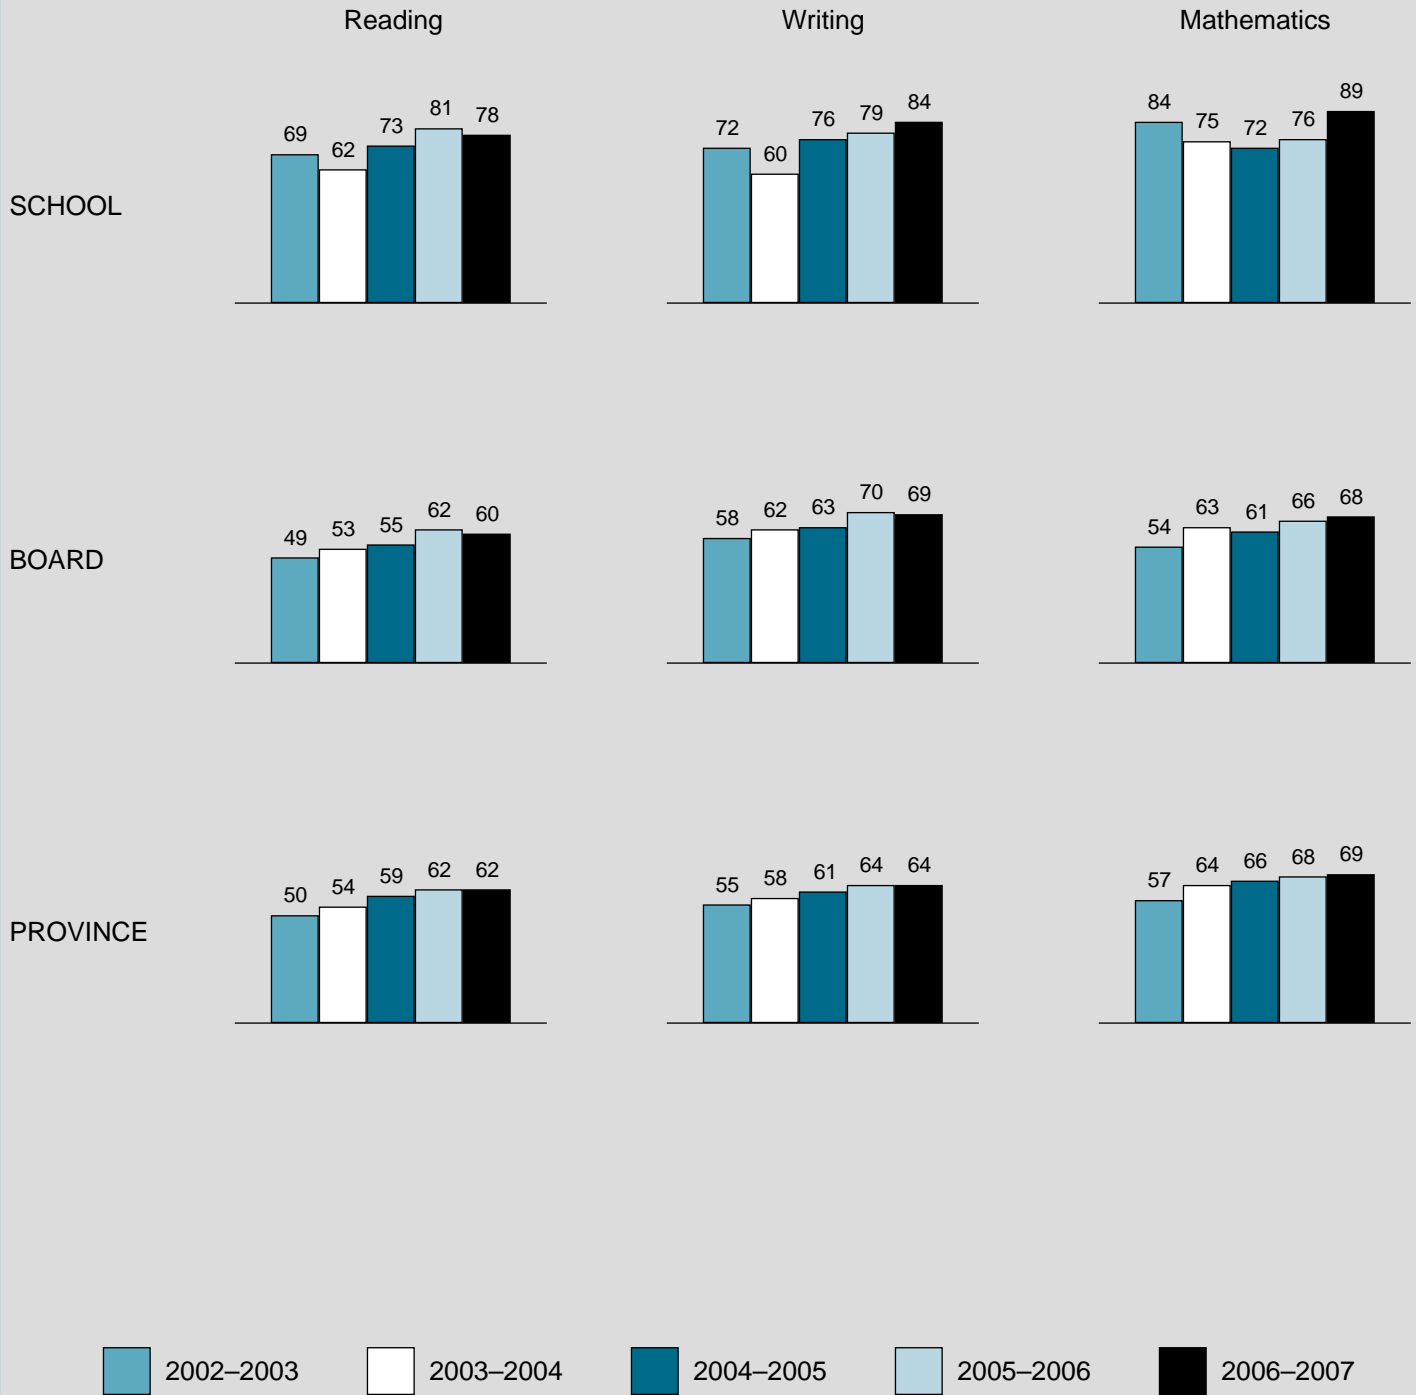 Reading Writing Mathematics
SCHOOL
69 62 73 81 78
72 60 76 79 84
84 75 72 76 89
BOARD
49 53 55 62 60
58 62 63 70 69
54 63 61 66 68
PROVINCE
50 54 59 62 62
55 58 61 64 64
57 64 66 68 69
2002–2003 2003–2004 2004–2005 2005–2006 2006–2007